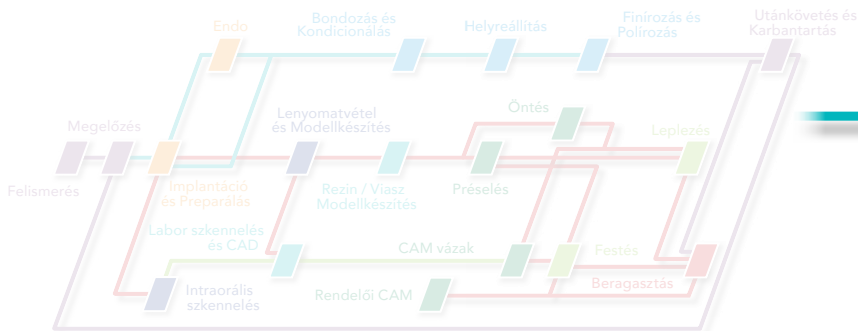 Endo
Bondozás és
Kondicionálás
Helyreállítás
Finírozás és
Polírozás
Utánkövetés és
Karbantartás
Megelőzés
Lenyomatvétel
és Modellkészítés
Öntés
Leplezés
Felismerés
Implantáció
és Preparálás
Rezin / Viasz
Modellkészítés
Préselés
Labor szkennelés
és CAD
CAM vázak
Festés
Intraorális
szkennelés
Rendelői CAM
Beragasztás